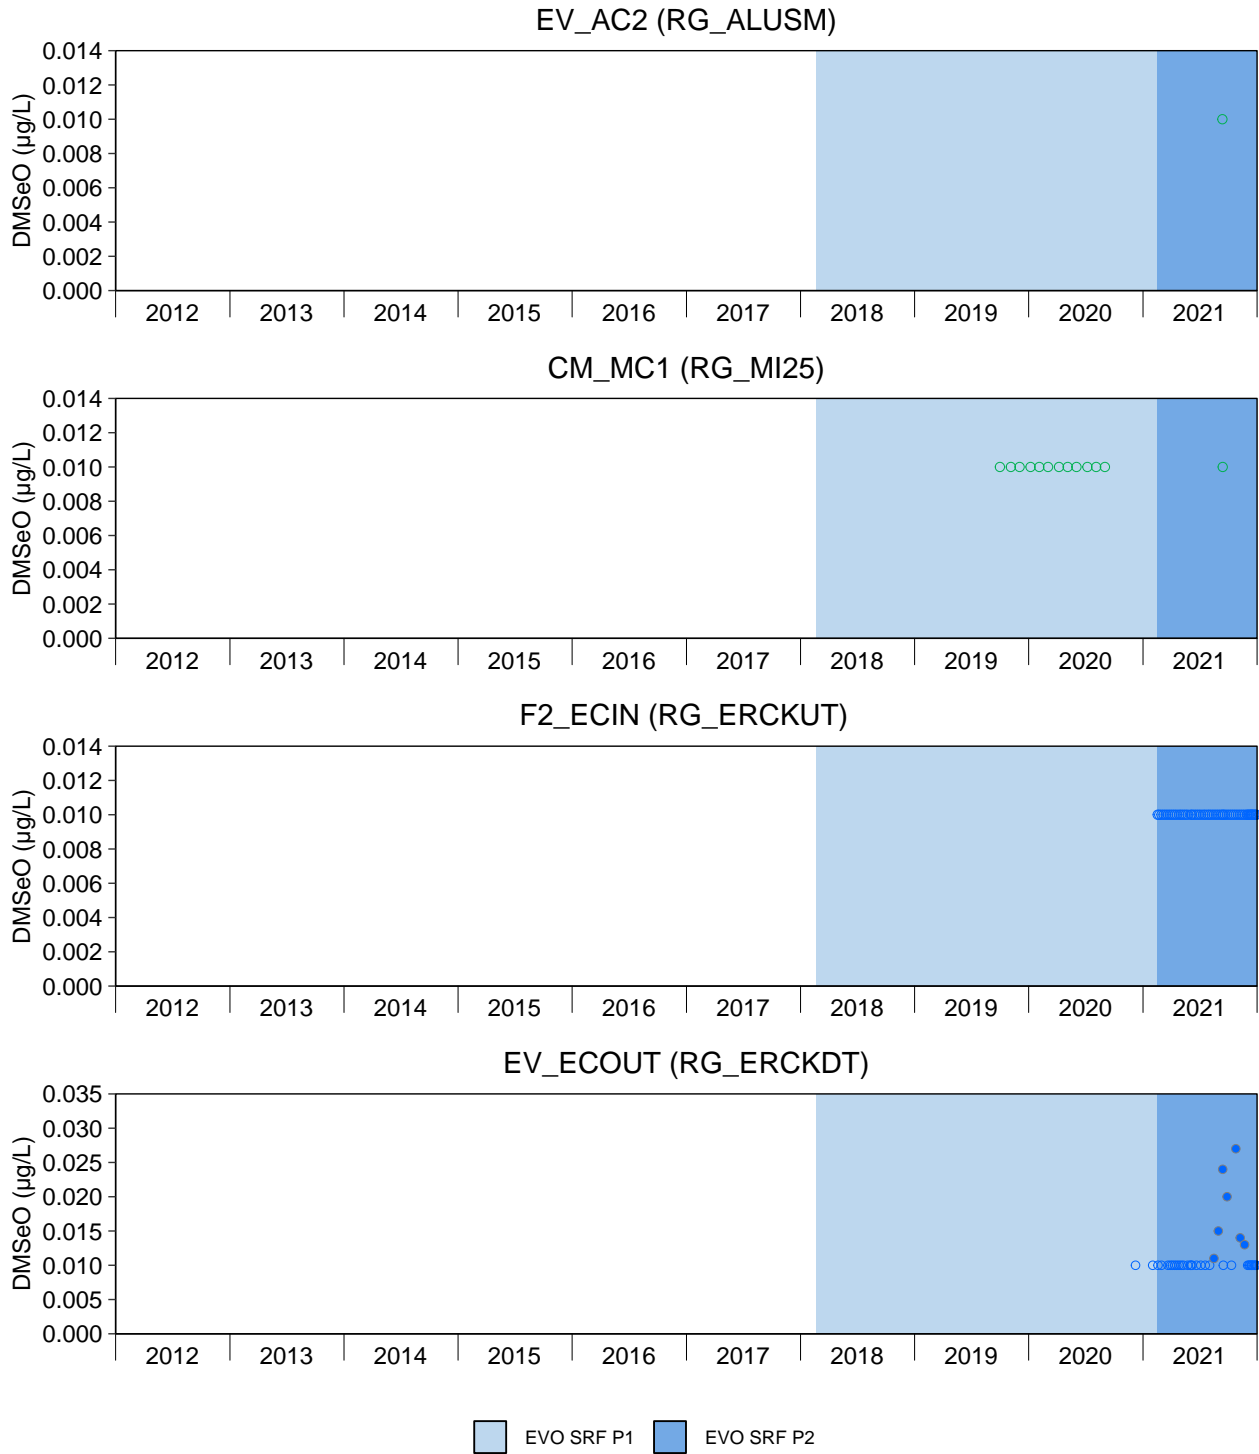 EV_AC2 (RG_ALUSM)
DMSeO (µg/L)
0.014
0.012
0.010
0.008
0.006
0.004
0.002
0.000
2012 2013 2014 2015 2016 2017 2018 2019 2020 2021
CM_MC1 (RG_MI25)
DMSeO (µg/L)
0.014
0.012
0.010
0.008
0.006
0.004
0.002
0.000
2012 2013 2014 2015 2016 2017 2018 2019 2020 2021
F2_ECIN (RG_ERCKUT)
DMSeO (µg/L)
0.014
0.012
0.010
0.008
0.006
0.004
0.002
0.000
2012 2013 2014 2015 2016 2017 2018 2019 2020 2021
EV_ECOUT (RG_ERCKDT)
DMSeO (µg/L)
0.035
0.030
0.025
0.020
0.015
0.010
0.005
0.000
2012 2013 2014 2015 2016 2017 2018 2019 2020 2021
EVO SRF P1 EVO SRF P2